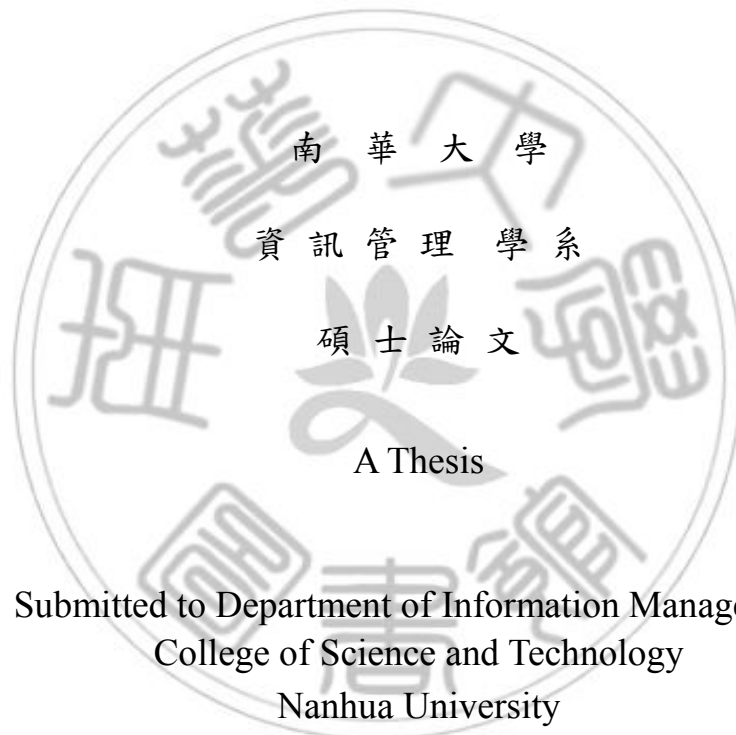 南華大學
資訊管理學系
碩士論文
A Thesis
Submitted to Department of Information
College of Science and Technology
Nanhua University